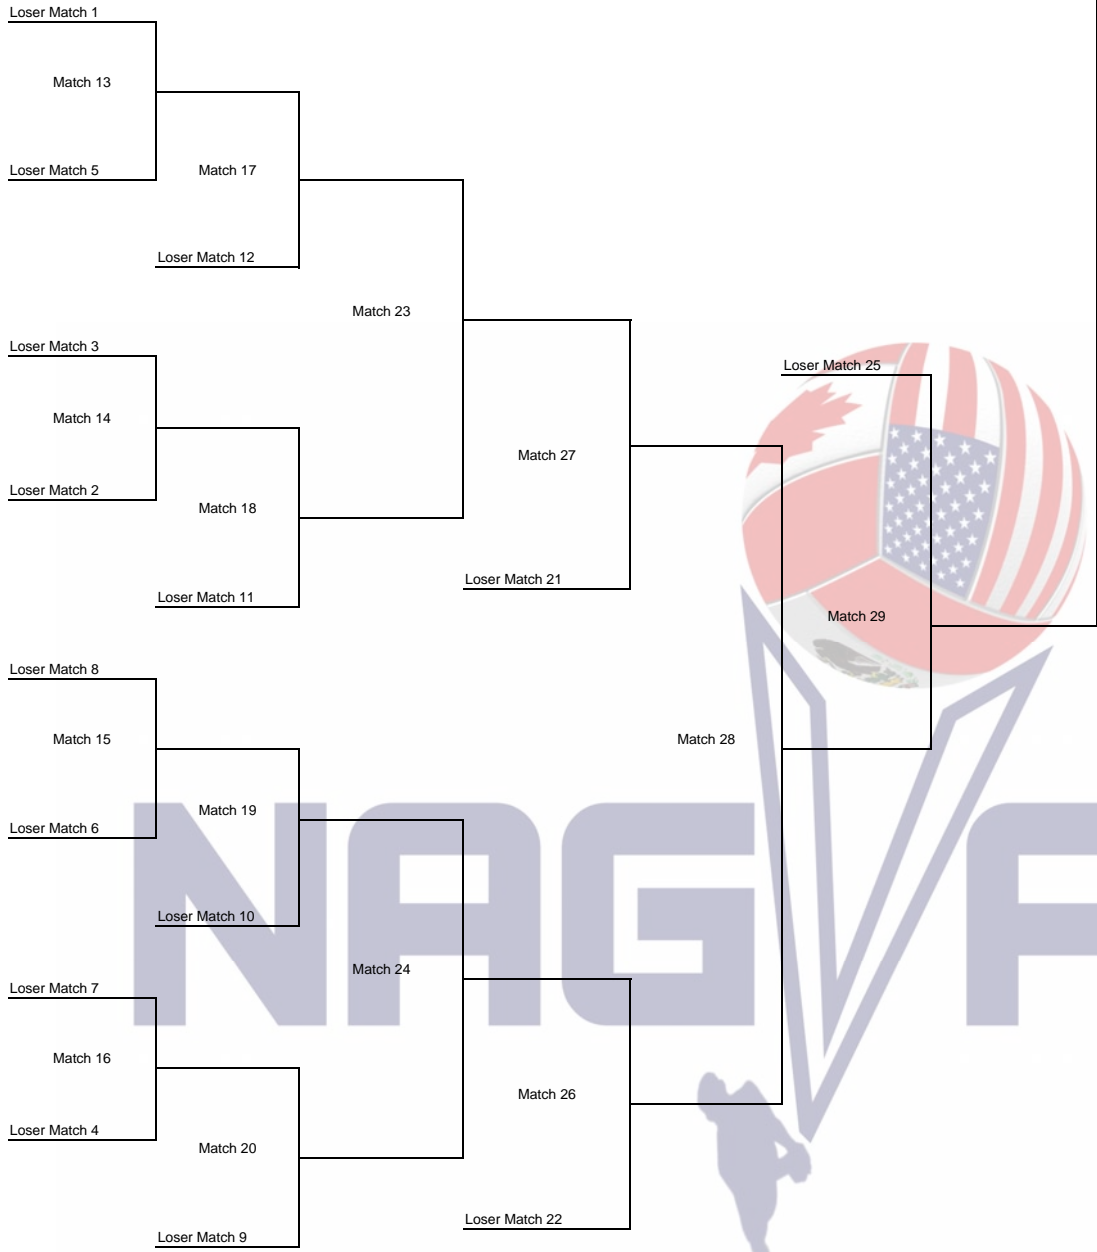 Loser Match 1
Match 13
Loser Match 5
Match 17
Loser Match 12
Match 23
Loser Match 3
Loser Match 25
Match 14
Match 27
Loser Match 2
Match 18
Loser Match 21
Loser Match 11
Match 29
Loser Match 8
Match 15
Match 28
Match 19
Loser Match 6
Loser Match 10
Match 24
Loser Match 7
Match 16
Match 26
Loser Match 4
Match 20
Loser Match 22
Loser Match 9
NAGVA